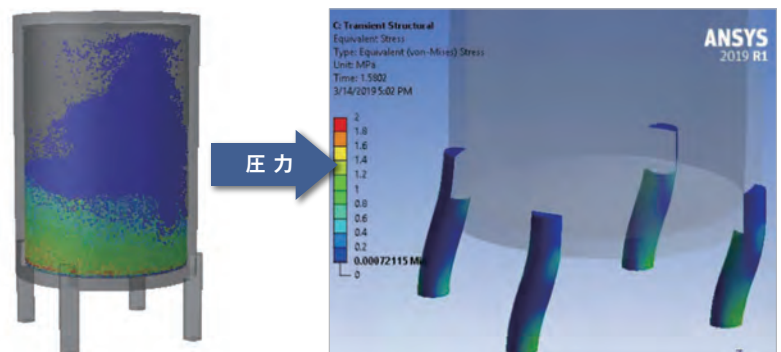 圧力
C: Transient Structural
Equivalent Stress
Type: Equivalent (von-Mises) Stress
Unit: MPa
Time: 1.5802
3/14/2019 5:02 PM
2
1.8
1.6
1.4
1.2
1
0.8
0.6
0.4
0.2
0.00072115 Min
0
ANSYS
2019 R1